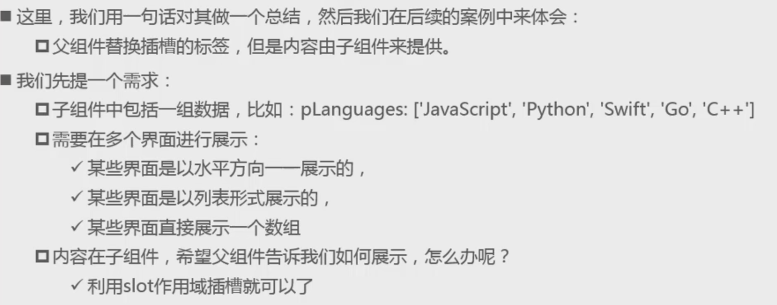 ■ 这里，我们用一句话对其做一个总结，然后我们在后续的案例中来体会：
□ 父组件替换插槽的标签，但是内容由子组件来提供。
■ 我们先提一个需求：
□ 子组件中包括一组数据，比如：pLanguages: ['JavaScript', 'Python', 'Swift', 'Go', 'C++']
□ 需要在多个界面进行展示：
✓ 某些界面是以水平方向一一展示的，
✓ 某些界面是以列表形式展示的，
✓ 某些界面直接展示一个数组
□ 内容在子组件，希望父组件告诉我们如何展示，怎么办呢？
✓ 利用slot作用域插槽就可以了